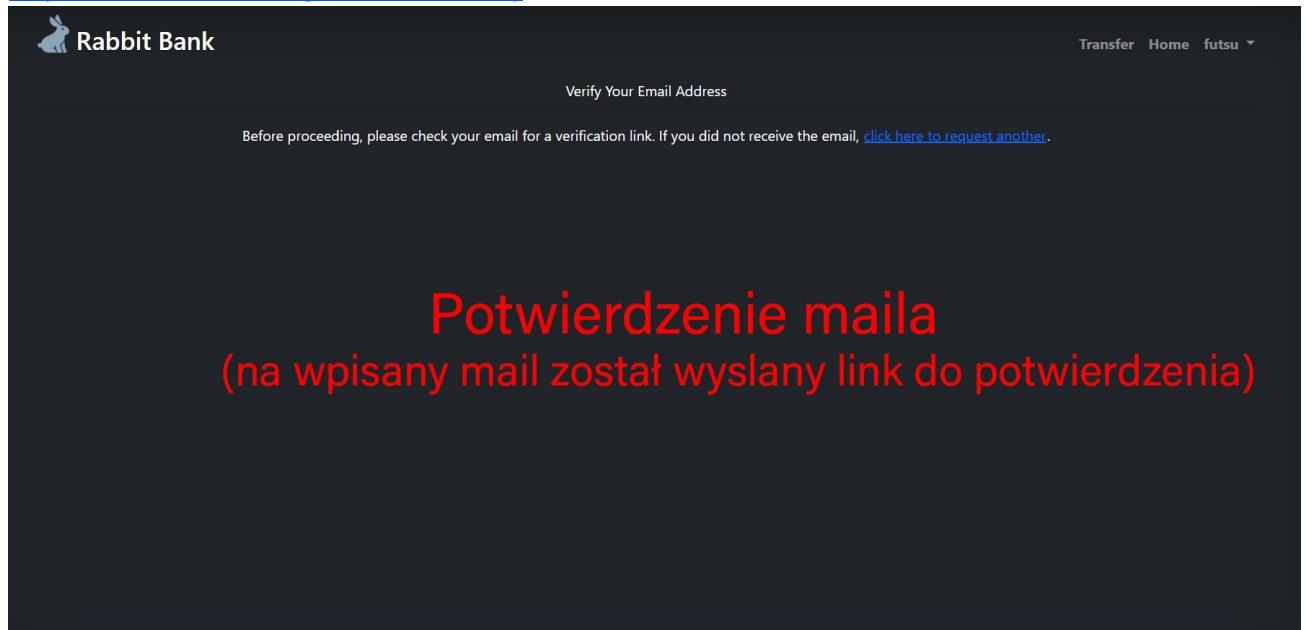 Rabbit Bank
Transfer Home futsu
Verify Your Email Address
Before proceeding, please check your email for a verification link. If you did not receive the email, click here to request another.
Potwierdzenie maila
(na wpisany mail został wyslany link do potwierdzenia)